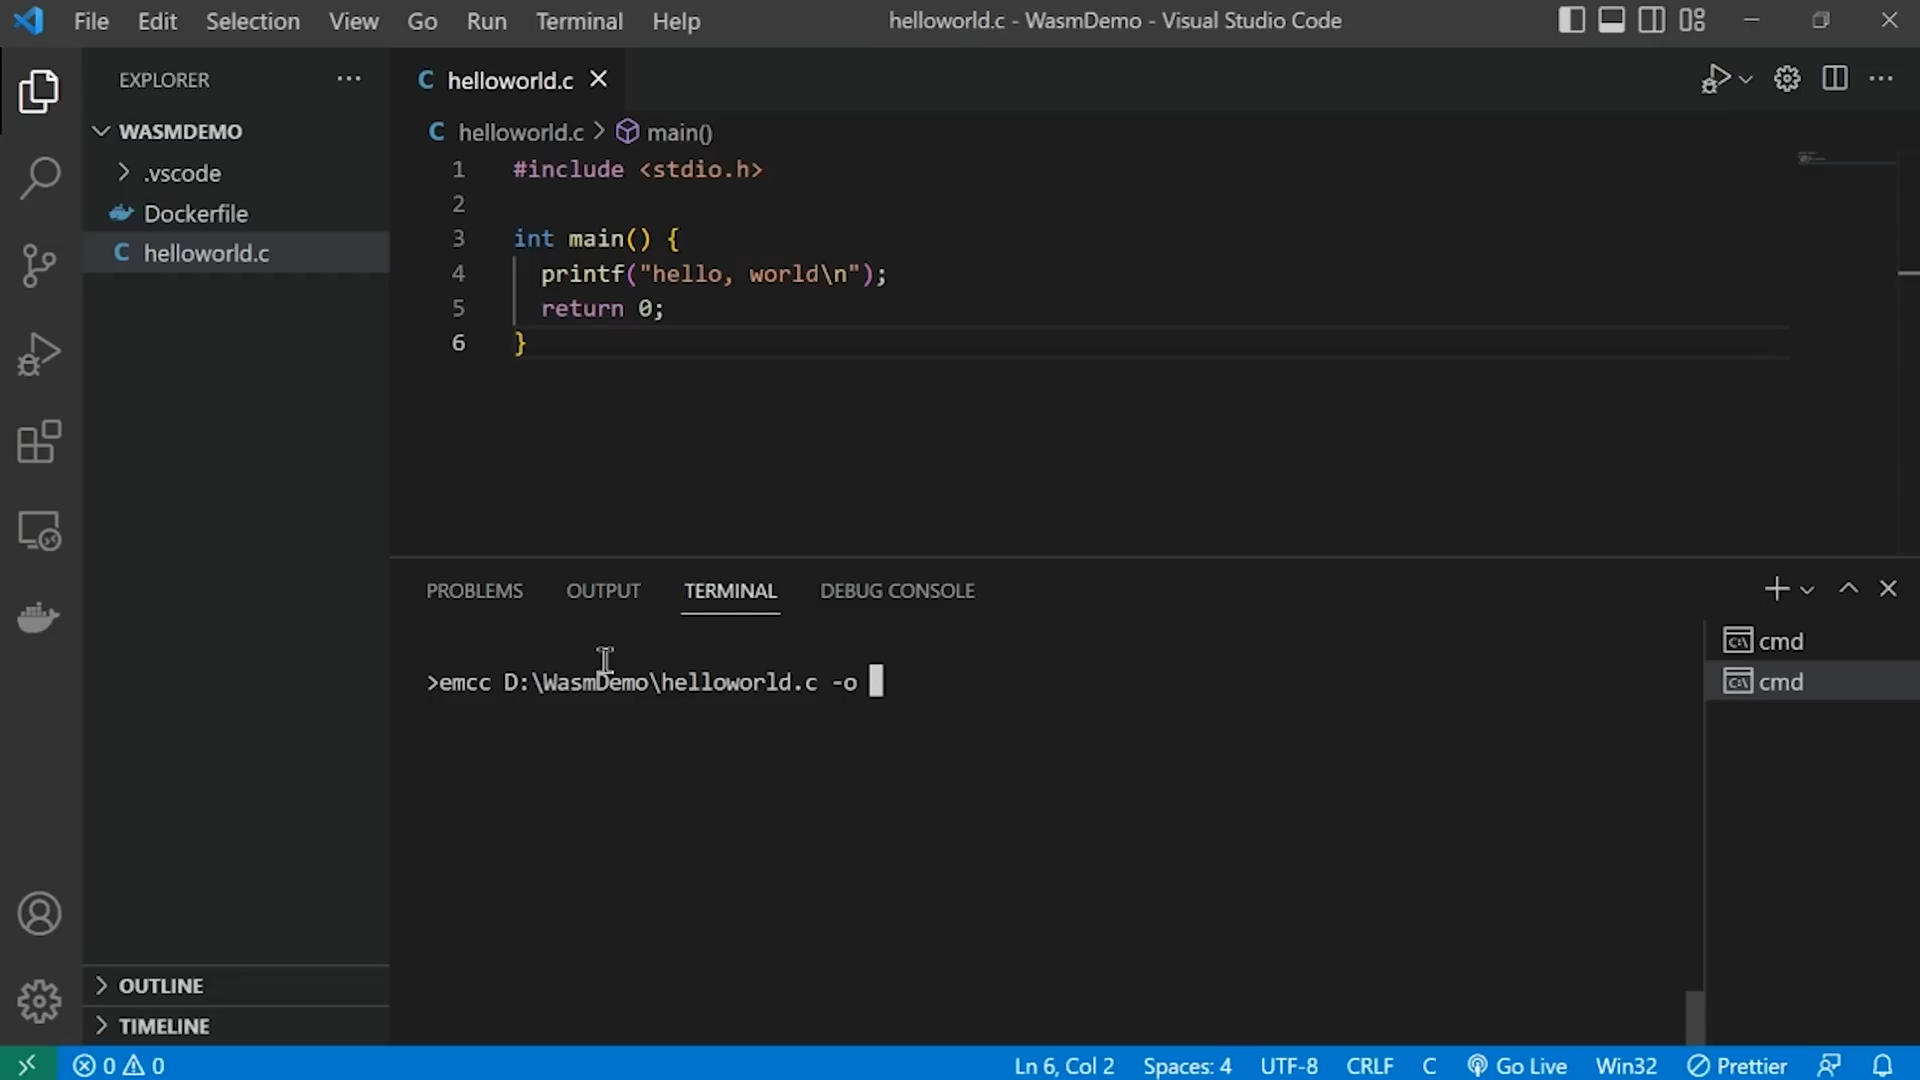 File Edit Selection View Go Run Terminal Help
helloworld.c - WasmDemo - Visual Studio Code
EXPLORER
WASMDEMO
.vscode
Dockerfile
C helloworld.c
C helloworld.c
C helloworld.c > main()
1 #include <stdio.h>
2
3 int main() {
4 printf("hello, world\n");
5 return 0;
6 }
PROBLEMS OUTPUT TERMINAL DEBUG CONSOLE
>emcc D:\WasmDemo\helloworld.c -o
cmd
cmd
OUTLINE
TIMELINE
0 0 Ln 6, Col 2 Spaces: 4 UTF-8 CRLF C Go Live Win32 Prettier